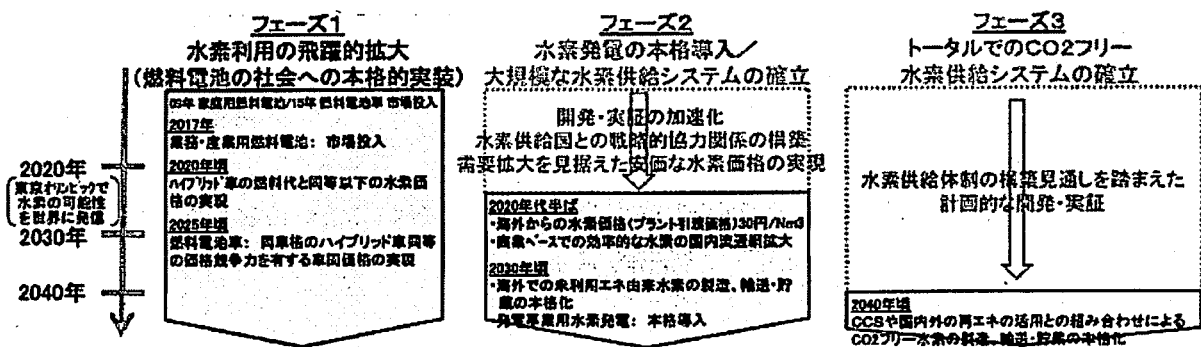 フェーズ1
水素利用の飛躍的拡大
(燃料電池の社会への本格的実装)
09年 家庭用燃料電池/15年 燃料電池車 市場投入
2017年
業務・産業用燃料電池: 市場投入
2020年頃
ハイブリッド車の燃料代と同等以下の水素価
格の実現
2025年頃
燃料電池車: 同車格のハイブリッド車同等
の価格競争力を有する車両価格の実現
2020年
東京オリンピックで
水素の可能性
を世界に発信
2030年
2040年
フェーズ2
水素発電の本格導入/
大規模な水素供給システムの確立
開発・実証の加速化
水素供給国との戦略的協力関係の構築
需要拡大を見据えた安価な水素価格の実現
2020年代半ば
・海外からの水素価格(プラント引渡価格)30円/Nm3
・商業ベースでの効率的な水素の国内流通網拡大
2030年頃
・海外での未利用エネ由来水素の製造、輸送・貯
蔵の本格化
・発電事業用水素発電: 本格導入
フェーズ3
トータルでのCO2フリー
水素供給システムの確立
水素供給体制の構築見通しを踏まえた
計画的な開発・実証
2040年頃
CCSや国内外の再エネの活用との組み合わせによる
CO2フリー水素の製造、輸送・貯蔵の本格化